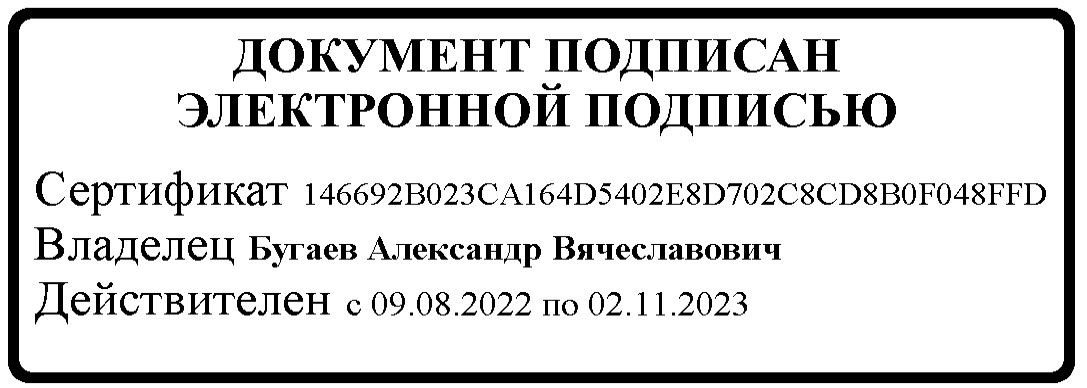 ДОКУМЕНТ ПОДПИСАН
ЭЛЕКТРОННОЙ ПОДПИСЬЮ
Сертификат 146692B023CA164D5402E8D702C8CD8B0F048FFD
Владелец Бугаев Александр Вячеславович
Действителен с 09.08.2022 по 02.11.2023